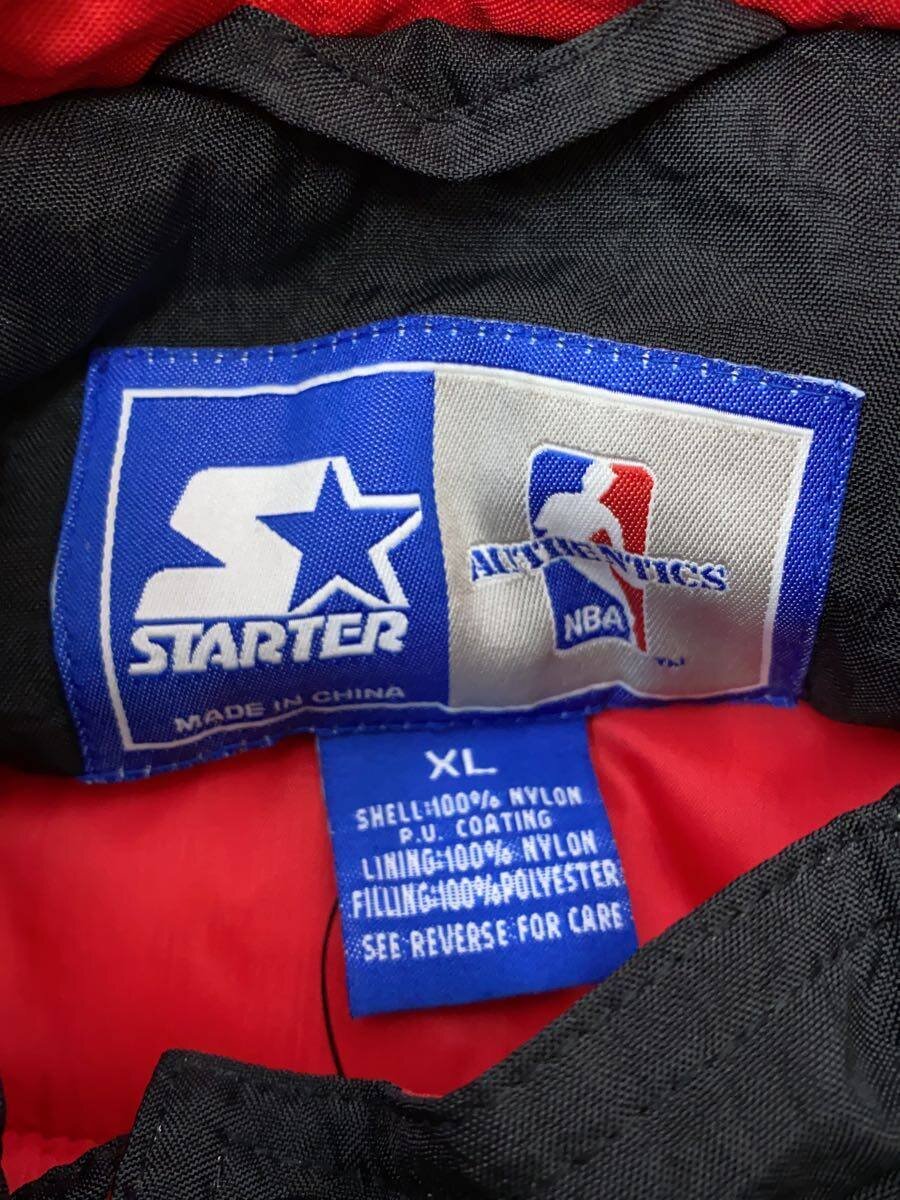 STARTER
MADE IN CHINA
AUTHENTICS
NBA
TM
XL
SHELL:100% NYLON
P.U. COATING
LINING:100% NYLON
FILLING:100%POLYESTER
SEE REVERSE FOR CARE